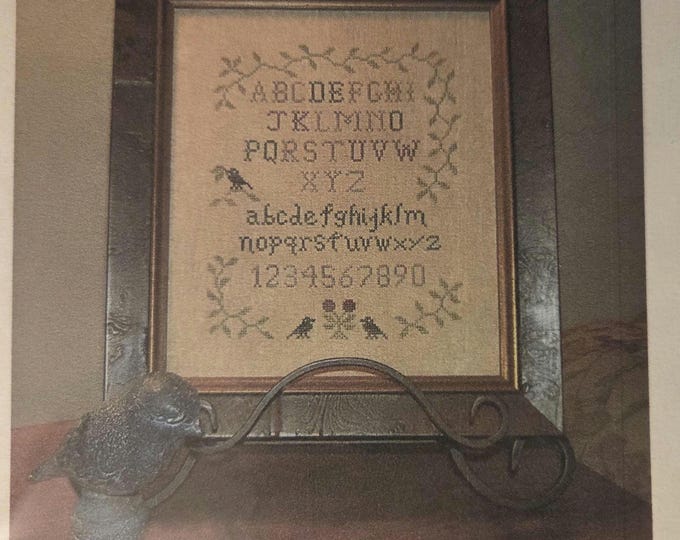 ABCDEFGHI
JKLMNO
PQRSTUVW
XYZ
abcdefghijklm
nopqrstuvwxyz
1234567890